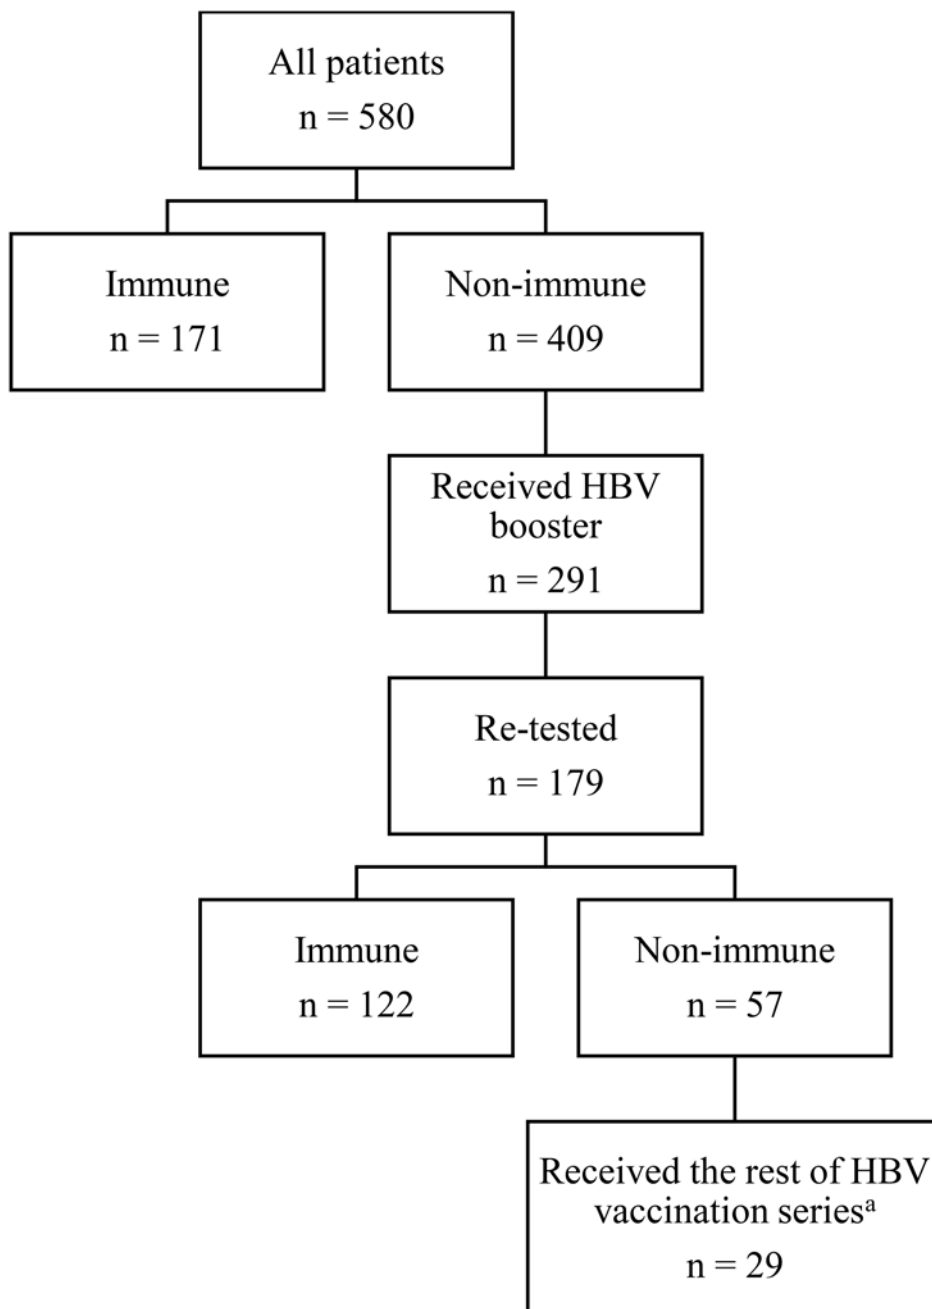 All patients
n = 580
Immune
n = 171
Non-immune
n = 409
Received HBV
booster
n = 291
Re-tested
n = 179
Immune
n = 122
Non-immune
n = 57
Received the rest of HBV
vaccination seriesᵃ
n = 29